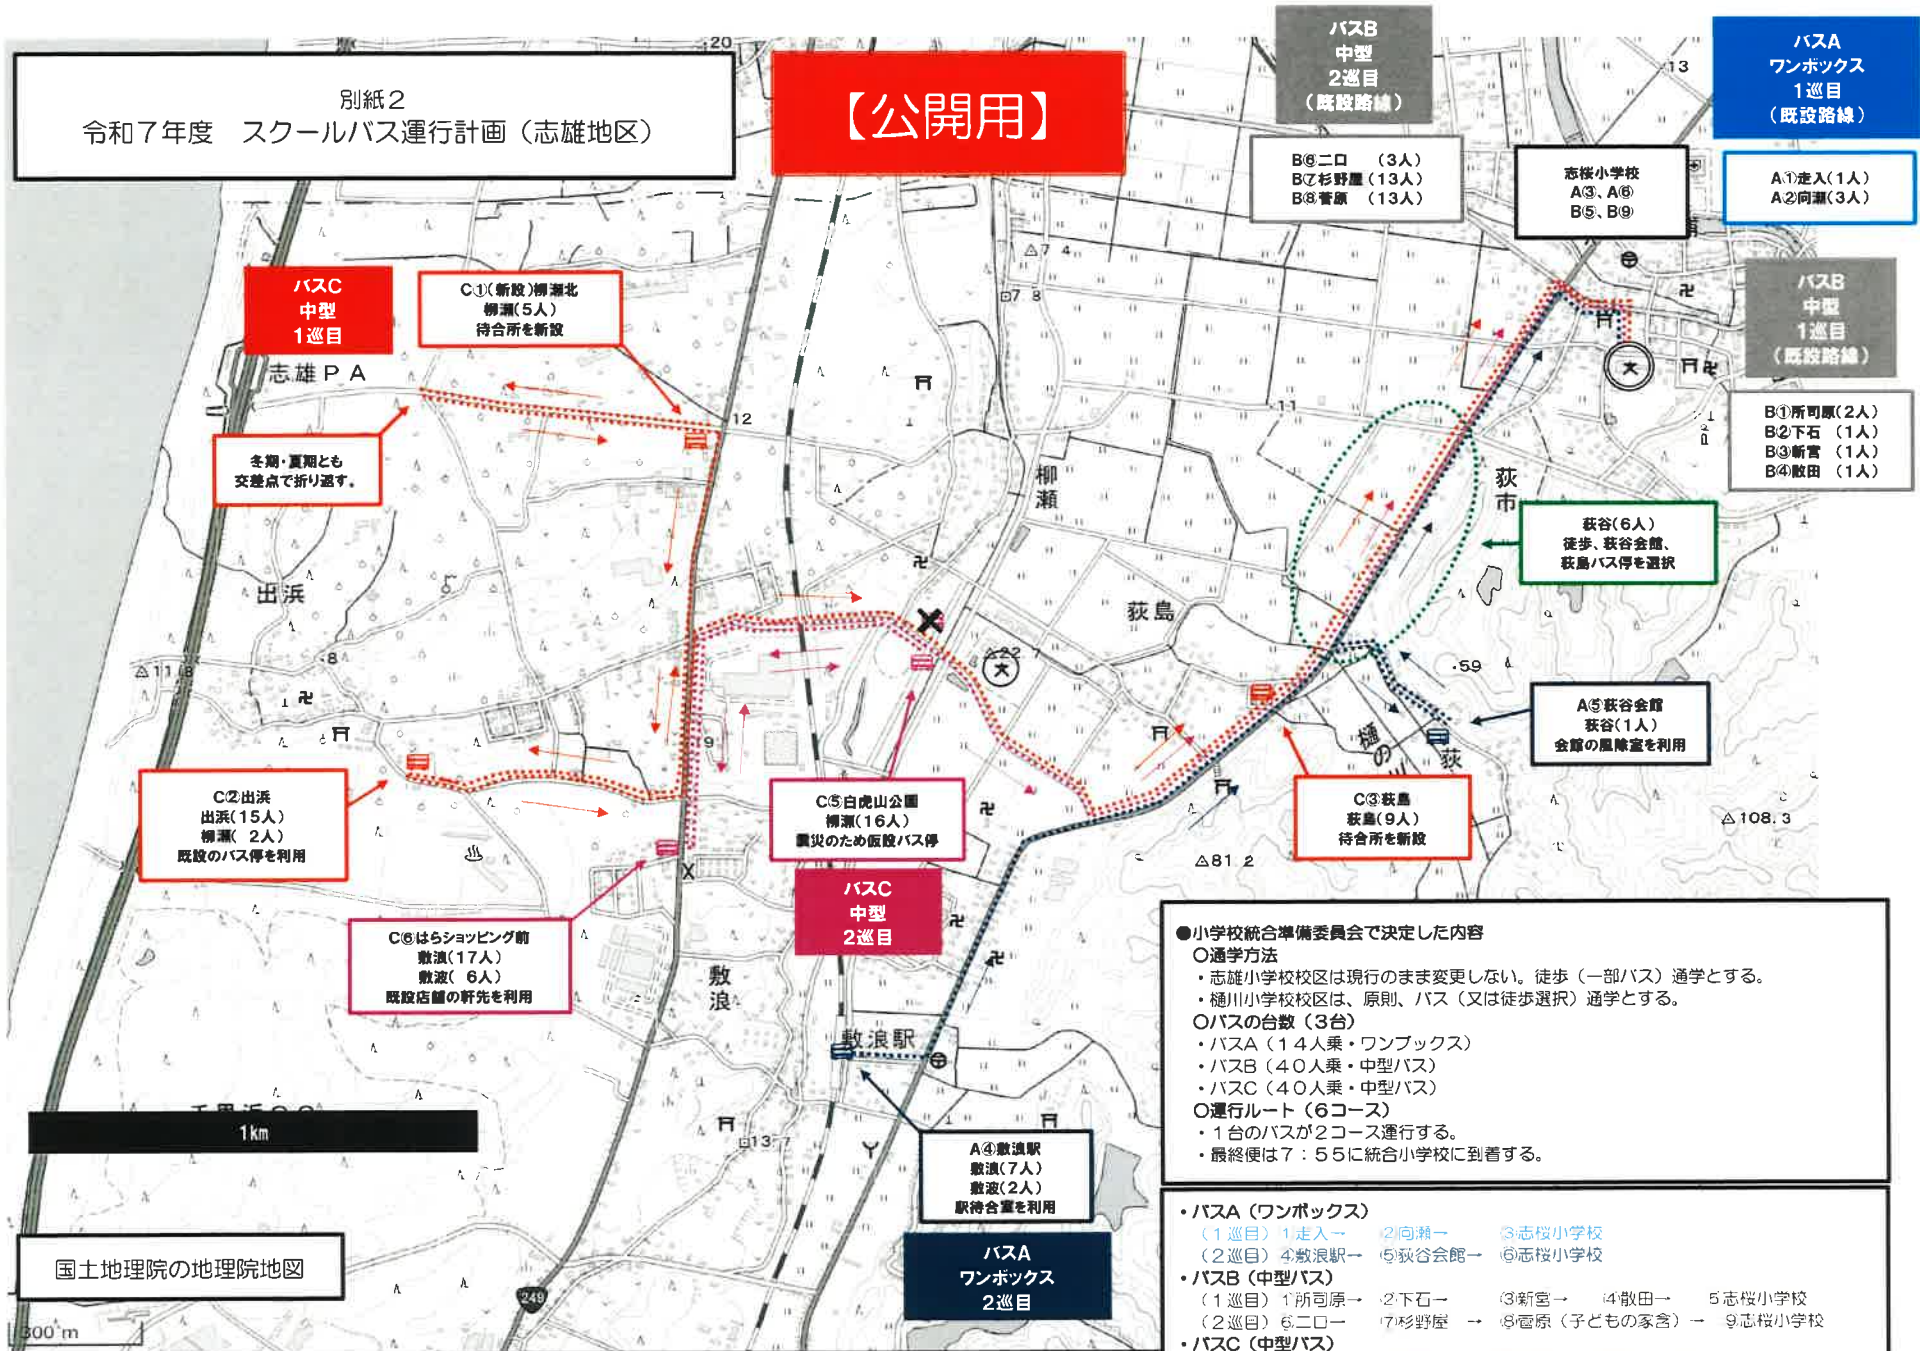 別紙２
令和７年度　スクールバス運行計画（志雄地区）
【公開用】
バスB
中型
2巡目
（既設路線）
バスA
ワンボックス
1巡目
（既設路線）
B⑥二口　（3人）
B⑦杉野屋（13人）
B⑧菅原　（13人）
志桜小学校
A③、A⑥
B⑤、B⑨
A①走入（1人）
A②向瀬（3人）
バスC
中型
1巡目
C①（新設）柳瀬北
柳瀬（5人）
待合所を新設
バスB
中型
1巡目
（既設路線）
B①所司原（2人）
B②下石　（1人）
B③新宮　（1人）
B④散田　（1人）
冬期・夏期とも
交差点で折り返す。
萩谷（6人）
徒歩、萩谷会館、
荻島バス停を選択
A⑤萩谷会館
萩谷（1人）
会館の風除室を利用
C②出浜
出浜（15人）
柳瀬（ 2人）
既設のバス停を利用
C⑤白虎山公園
柳瀬（16人）
震災のため仮設バス停
C③荻島
荻島（9人）
待合所を新設
バスC
中型
2巡目
C⑥はらショッピング前
敷浪（17人）
敷波（ 6人）
既設店舗の軒先を利用
A④敷浪駅
敷浪（7人）
敷波（2人）
駅待合室を利用
バスA
ワンボックス
2巡目
志雄ＰＡ
出浜
柳瀬
荻島
荻市
敷浪
敷浪駅
20
13
12
11
7 4
7 8
8
59
108.3
81 2
13 7
249
1km
300 m
国土地理院の地理院地図
●小学校統合準備委員会で決定した内容
〇通学方法
・志雄小学校校区は現行のまま変更しない。徒歩（一部バス）通学とする。
・樋川小学校校区は、原則、バス（又は徒歩選択）通学とする。
〇バスの台数（３台）
・バスA（１４人乗・ワンブックス）
・バスB（４０人乗・中型バス）
・バスC（４０人乗・中型バス）
〇運行ルート（６コース）
・１台のバスが２コース運行する。
・最終便は７：５５に統合小学校に到着する。
・バスA（ワンボックス）
（１巡目）1走入→　②向瀬→　③志桜小学校
（２巡目）④敷浪駅→　⑤荻谷会館→　⑥志桜小学校
・バスB（中型バス）
（１巡目）1所司原→　②下石→　③新宮→　④散田→　5志桜小学校
（２巡目）6二口→　⑦杉野屋　→　⑧菅原（子どもの家含）→　9志桜小学校
・バスC（中型バス）